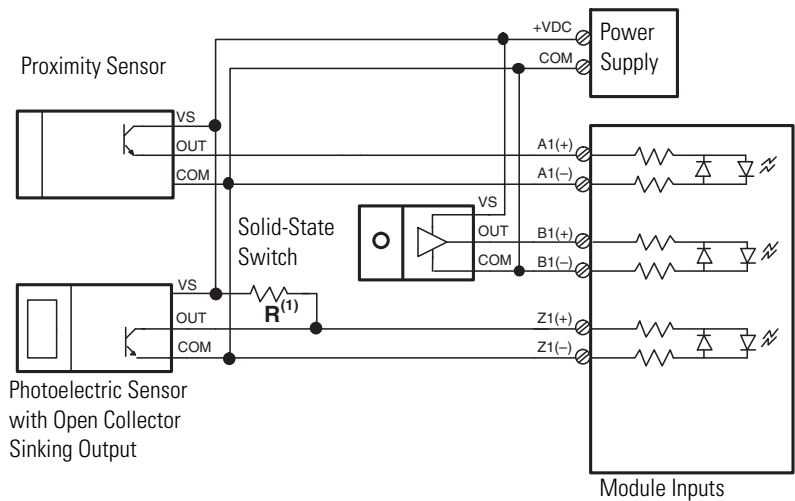 +VDC
Power
COM
Supply
Proximity Sensor
VS
OUT
COM
A1(+)
A1(–)
VS
OUT
COM
B1(+)
B1(–)
Solid-State
Switch
VS
R(1)
OUT
COM
Z1(+)
Z1(–)
Photoelectric Sensor
with Open Collector
Sinking Output
Module Inputs